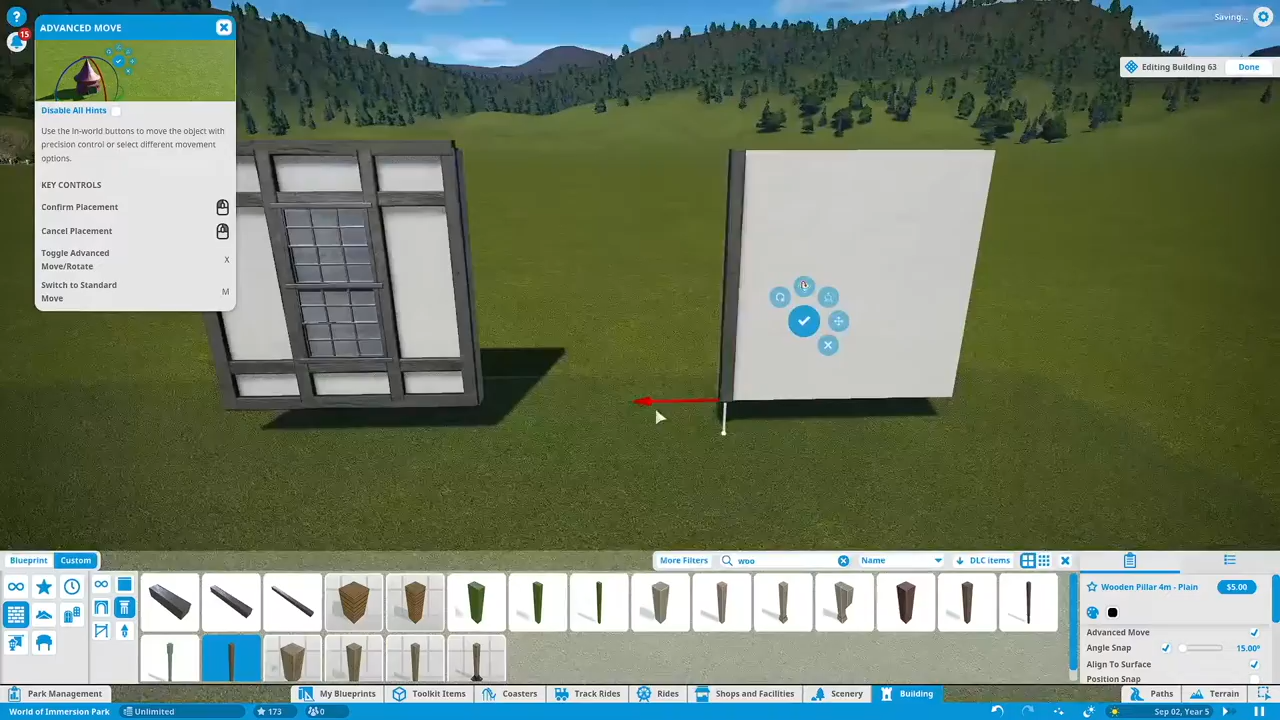 ?
15
ADVANCED MOVE
Disable All Hints
Use the In-world buttons to move the object with
precision control or select different movement
options.
KEY CONTROLS
Confirm Placement
Cancel Placement
Toggle Advanced
Move/Rotate
X
Switch to Standard
Move
M
Saving...
Editing Building 63
Done
Blueprint
Custom
More Filters
woo
Name
DLC items
Wooden Pillar 4m - Plain
$5.00
Advanced Move
Angle Snap
15.00°
Align To Surface
Position Snap
Park Management
My Blueprints
Toolkit Items
Coasters
Track Rides
Rides
Shops and Facilities
Scenery
Building
Paths
Terrain
World of Immersion Park
Unlimited
173
0
Sep 02, Year 5